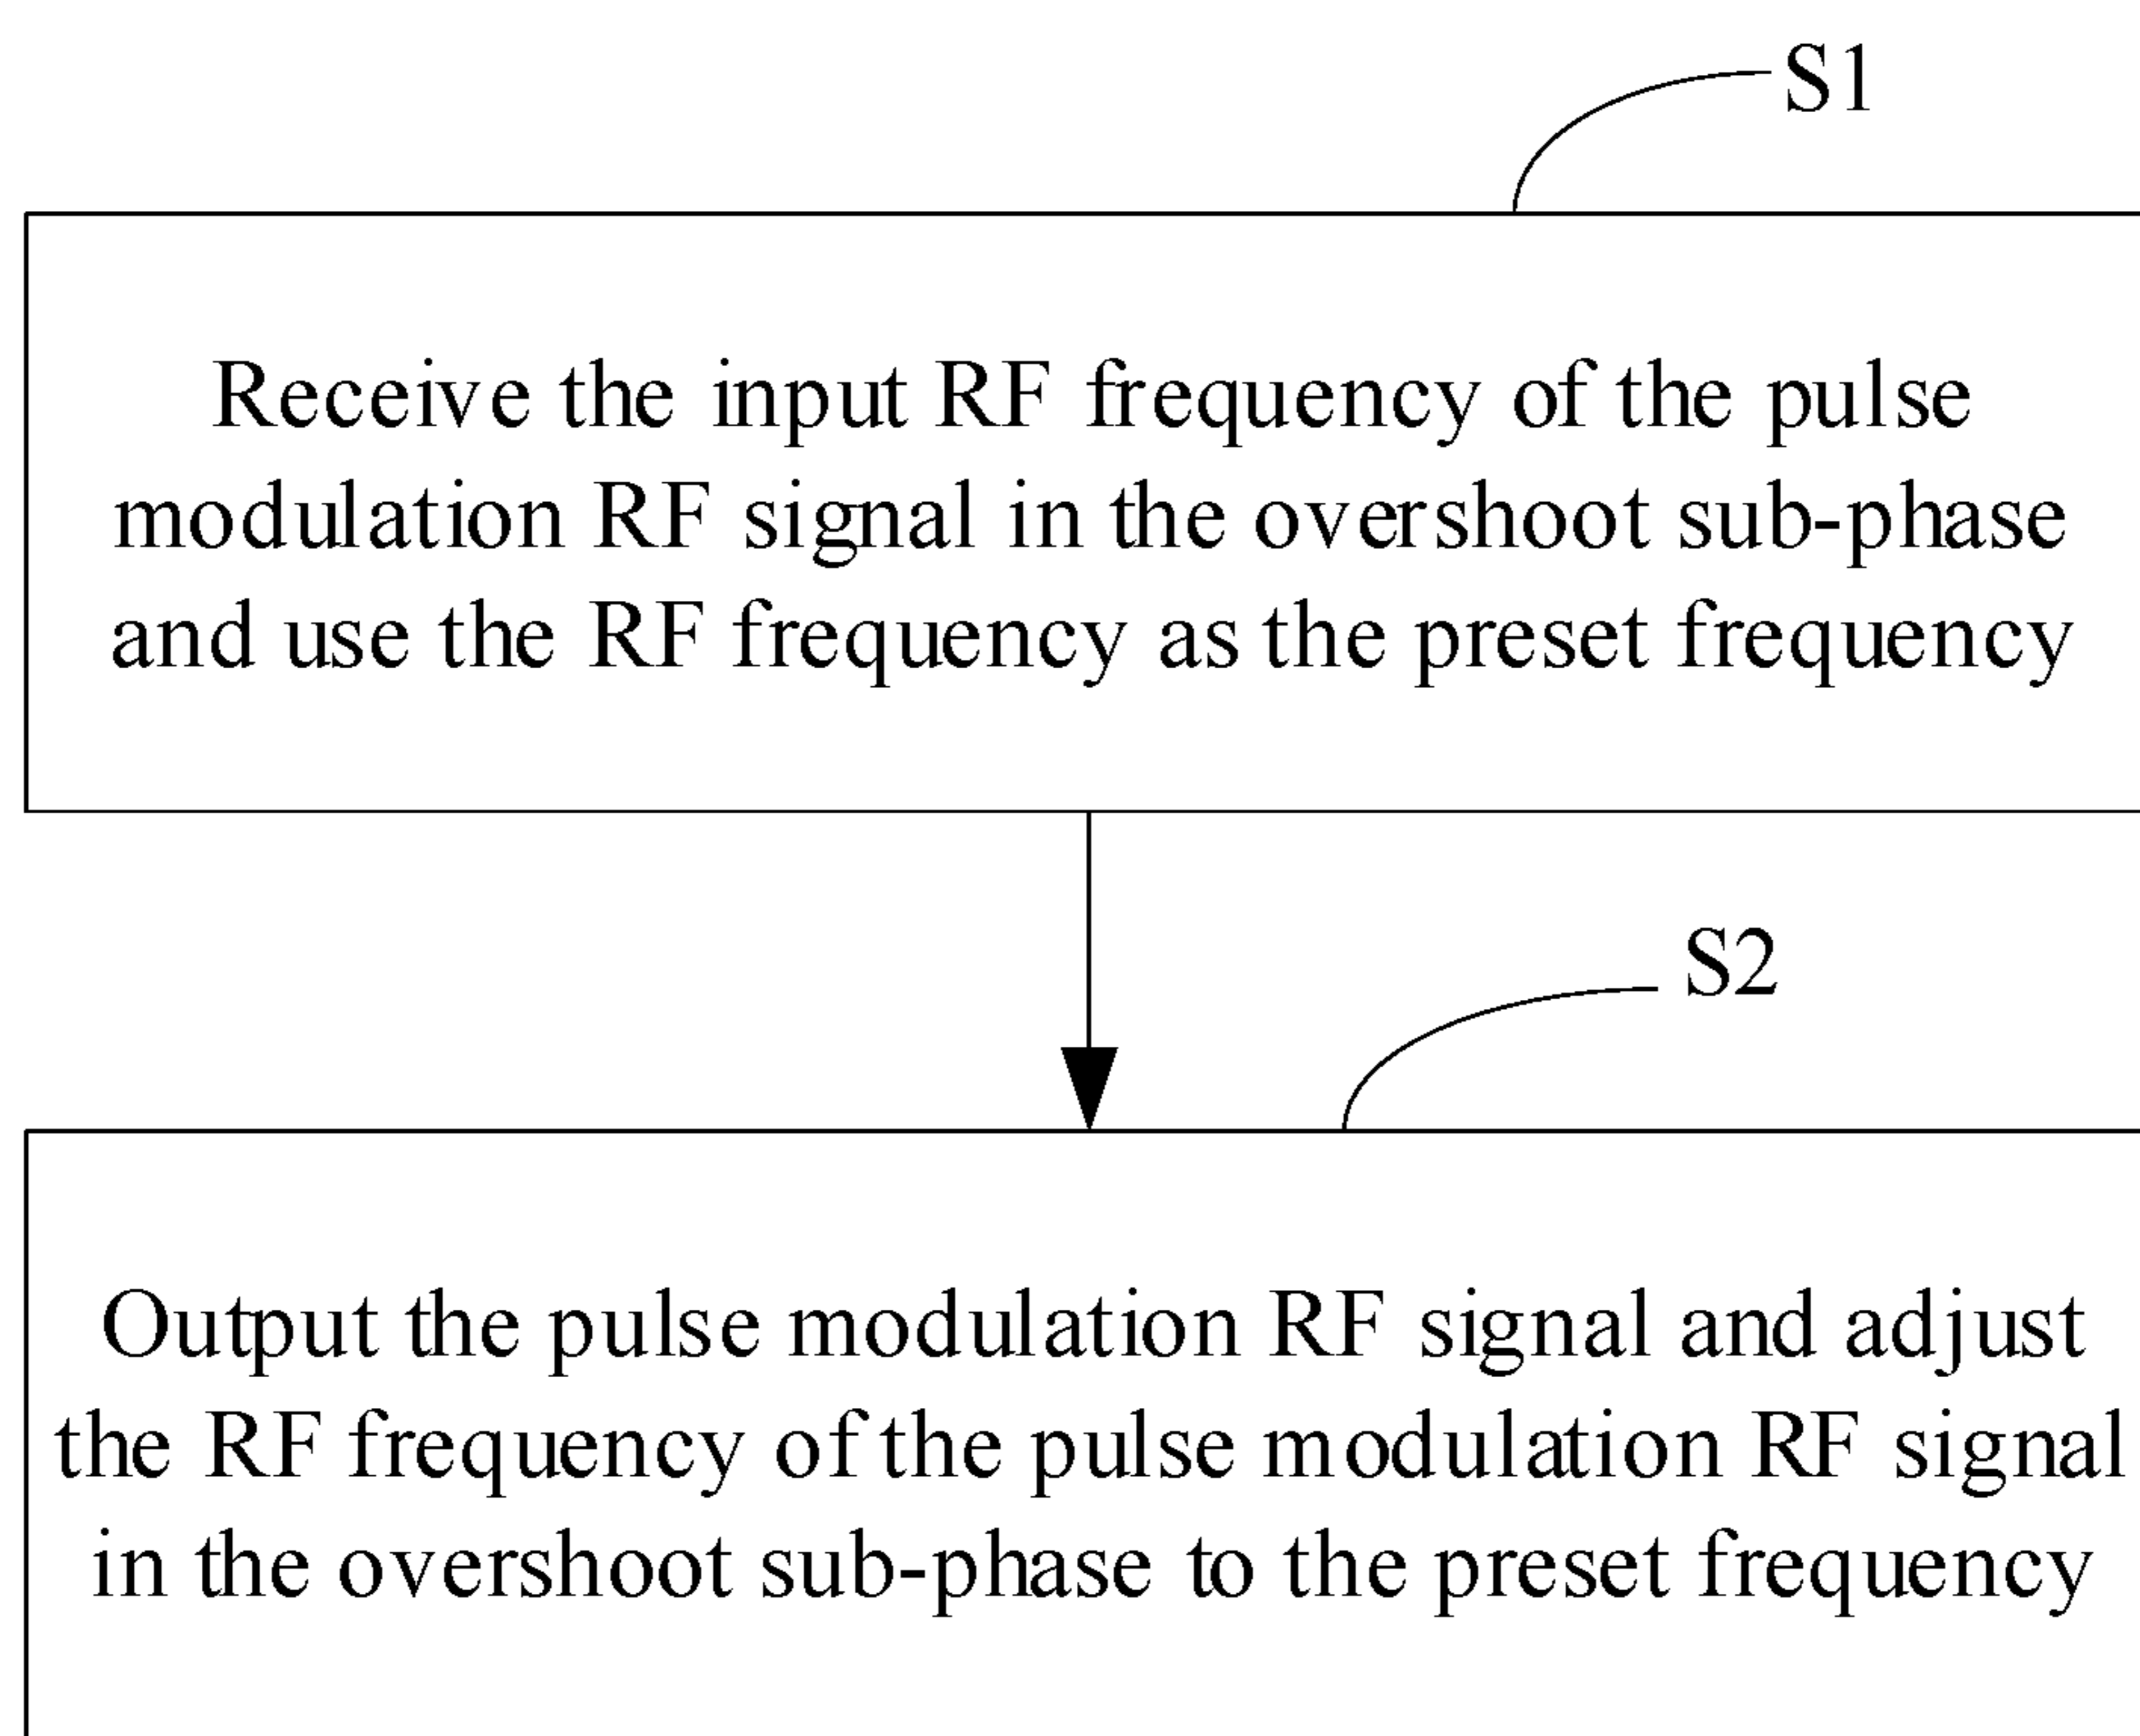 S1
Receive the input RF frequency of the pulse
modulation RF signal in the overshoot sub-phase
and use the RF frequency as the preset frequency
S2
Output the pulse modulation RF signal and adjust
the RF frequency of the pulse modulation RF signal
in the overshoot sub-phase to the preset frequency